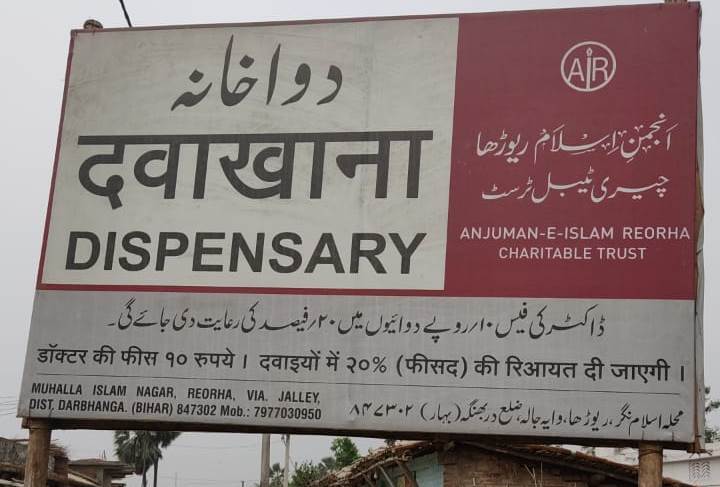 دواخانہ
दवाखाना
DISPENSARY
AIR
انجمنِ اسلام ریوڑھا
چیری ٹیبل ٹرسٹ
ANJUMAN-E-ISLAM REORHA
CHARITABLE TRUST
ڈاکٹر کی فیس ۱۰/روپے دوائیوں میں ۲۰/فیصد کی رعایت دی جائے گی۔
डॉक्टर की फीस १० रुपये । दवाइयों में २०% (फीसद) की रिआयत दी जाएगी ।
MUHALLA ISLAM NAGAR, REORHA, VIA. JALLEY,
DIST. DARBHANGA. (BIHAR) 847302 Mob.: 7977030950
محلہ اسلام نگر، ریوڑھا، وایہ جالہ، ضلع دربھنگہ (بہار) ۸۴۷۳۰۲